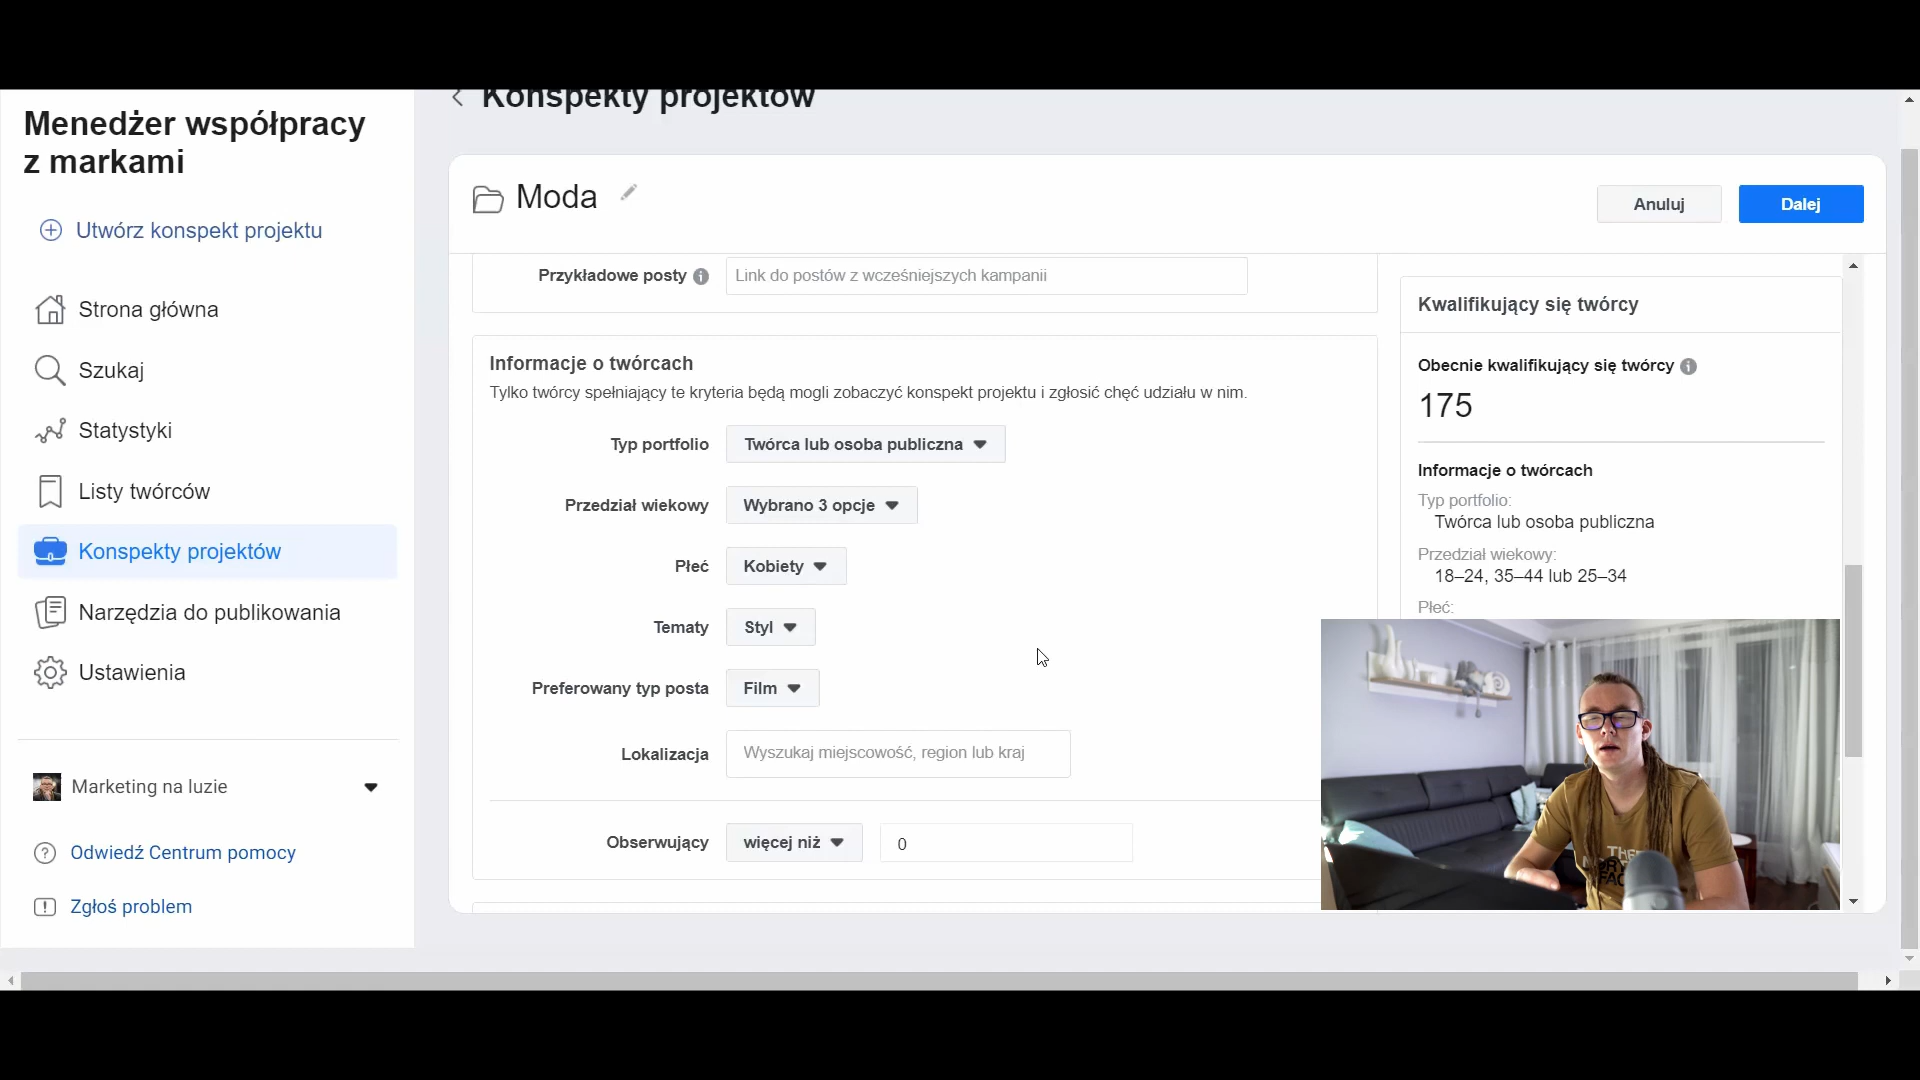 Konspekty projektów
Menedżer współpracy
z markami
Utwórz konspekt projektu
Strona główna
Szukaj
Statystyki
Listy twórców
Konspekty projektów
Narzędzia do publikowania
Ustawienia
Marketing na luzie
Odwiedź Centrum pomocy
Zgłoś problem
Moda
Anuluj
Dalej
Przykładowe posty
Link do postów z wcześniejszych kampanii
Informacje o twórcach
Tylko twórcy spełniający te kryteria będą mogli zobaczyć konspekt projektu i zgłosić chęć udziału w nim.
Typ portfolio
Twórca lub osoba publiczna
Przedział wiekowy
Wybrano 3 opcje
Płeć
Kobiety
Tematy
Styl
Preferowany typ posta
Film
Lokalizacja
Wyszukaj miejscowość, region lub kraj
Obserwujący
więcej niż
0
Kwalifikujący się twórcy
Obecnie kwalifikujący się twórcy
175
Informacje o twórcach
Typ portfolio:
Twórca lub osoba publiczna
Przedział wiekowy:
18–24, 35–44 lub 25–34
Płeć: